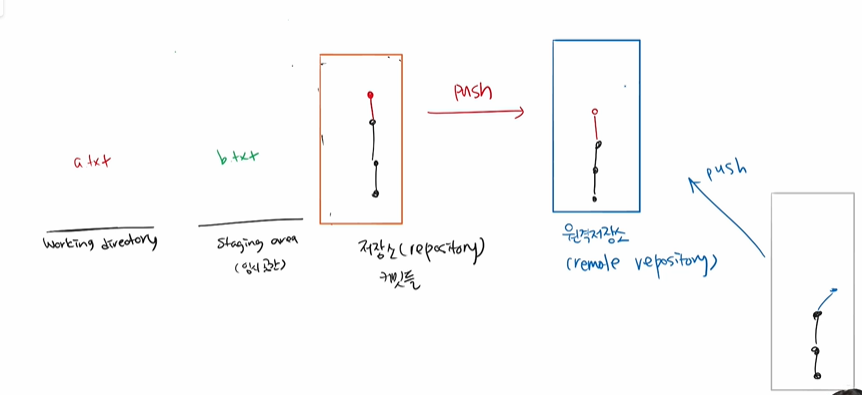 a txt
b txt
push
push
Working directory
Staging area
(임시공간)
저장소(repository)
커밋들
원격저장소
(remote repository)